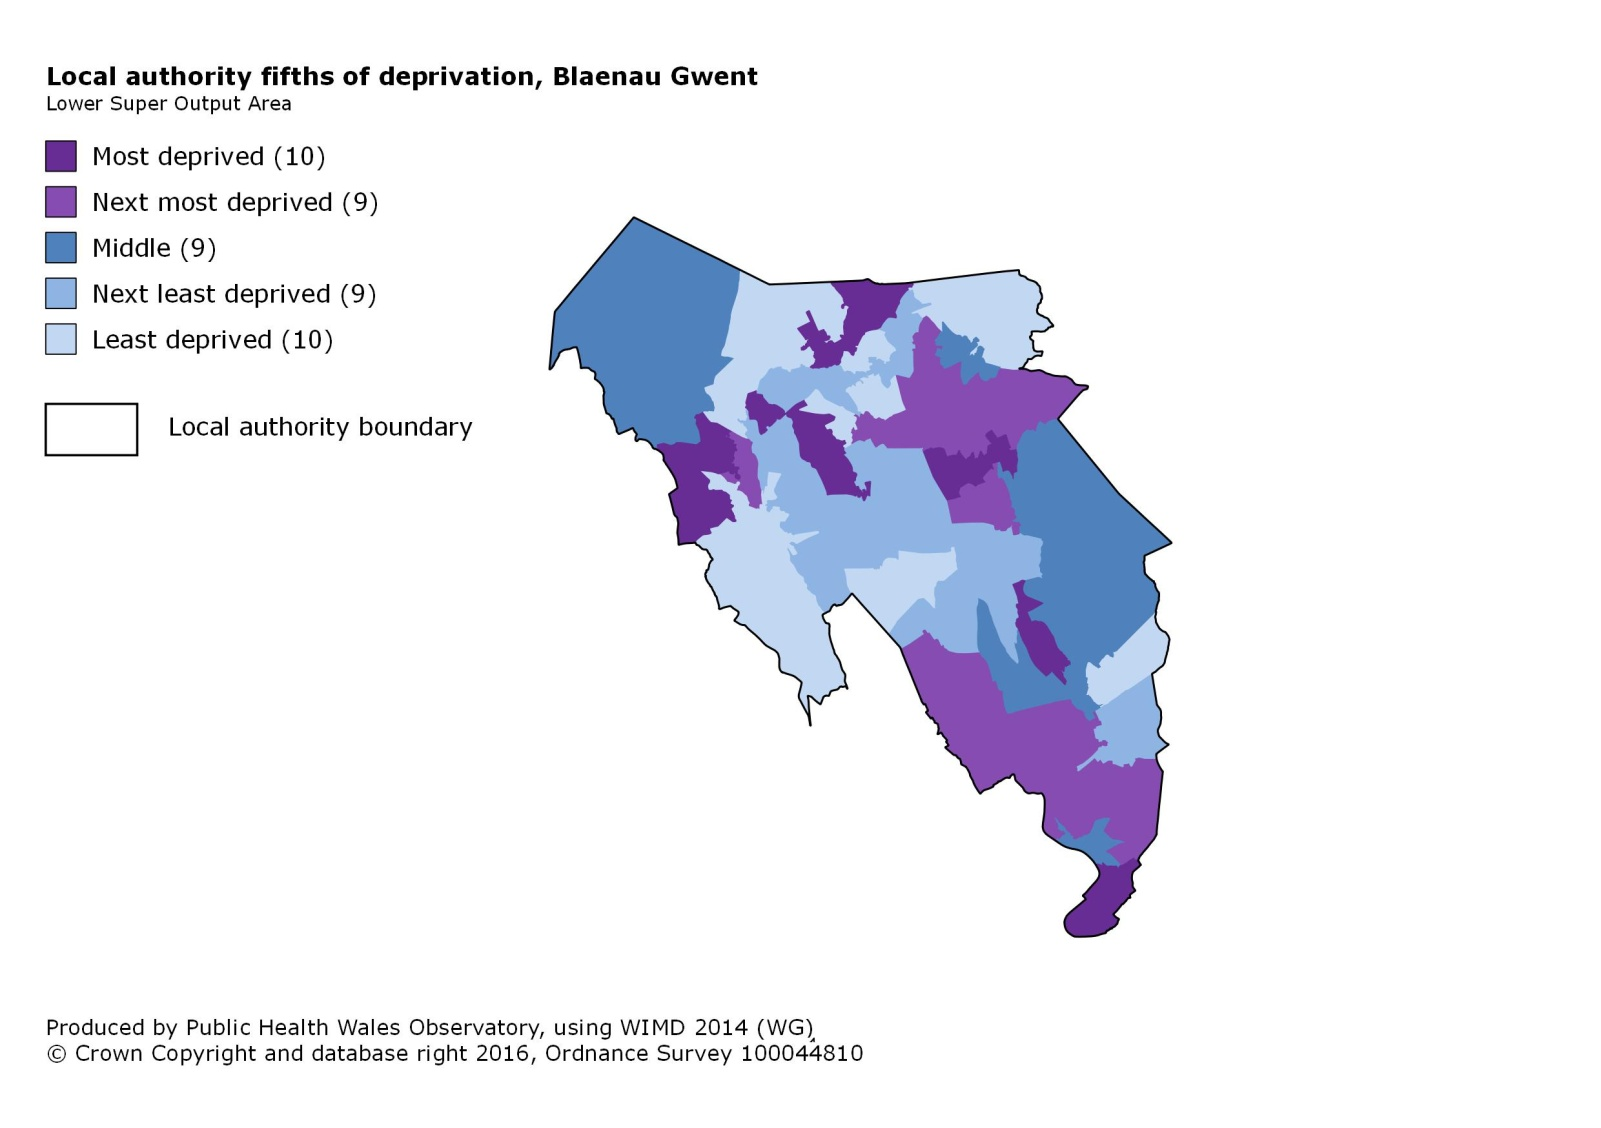 Local authority fifths of deprivation, Blaenau Gwent
Lower Super Output Area
Most deprived (10)
Next most deprived (9)
Middle (9)
Next least deprived (9)
Least deprived (10)
Local authority boundary
Produced by Public Health Wales Observatory, using WIMD 2014 (WG)
© Crown Copyright and database right 2016, Ordnance Survey 100044810